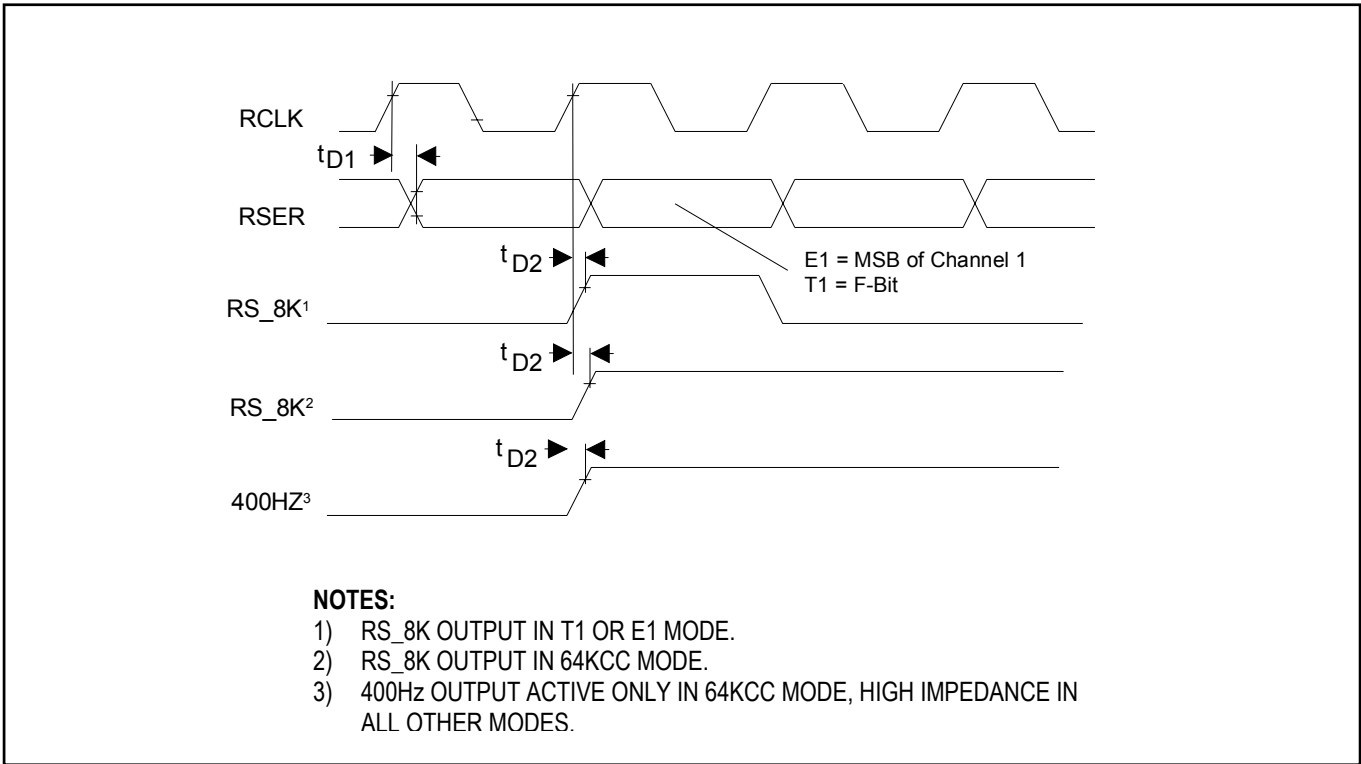 RCLK
tD1
RSER
tD2
E1 = MSB of Channel 1
T1 = F-Bit
RS_8K1
tD2
RS_8K2
tD2
400HZ3
NOTES:
1) RS_8K OUTPUT IN T1 OR E1 MODE.
2) RS_8K OUTPUT IN 64KCC MODE.
3) 400Hz OUTPUT ACTIVE ONLY IN 64KCC MODE, HIGH IMPEDANCE IN
ALL OTHER MODES.